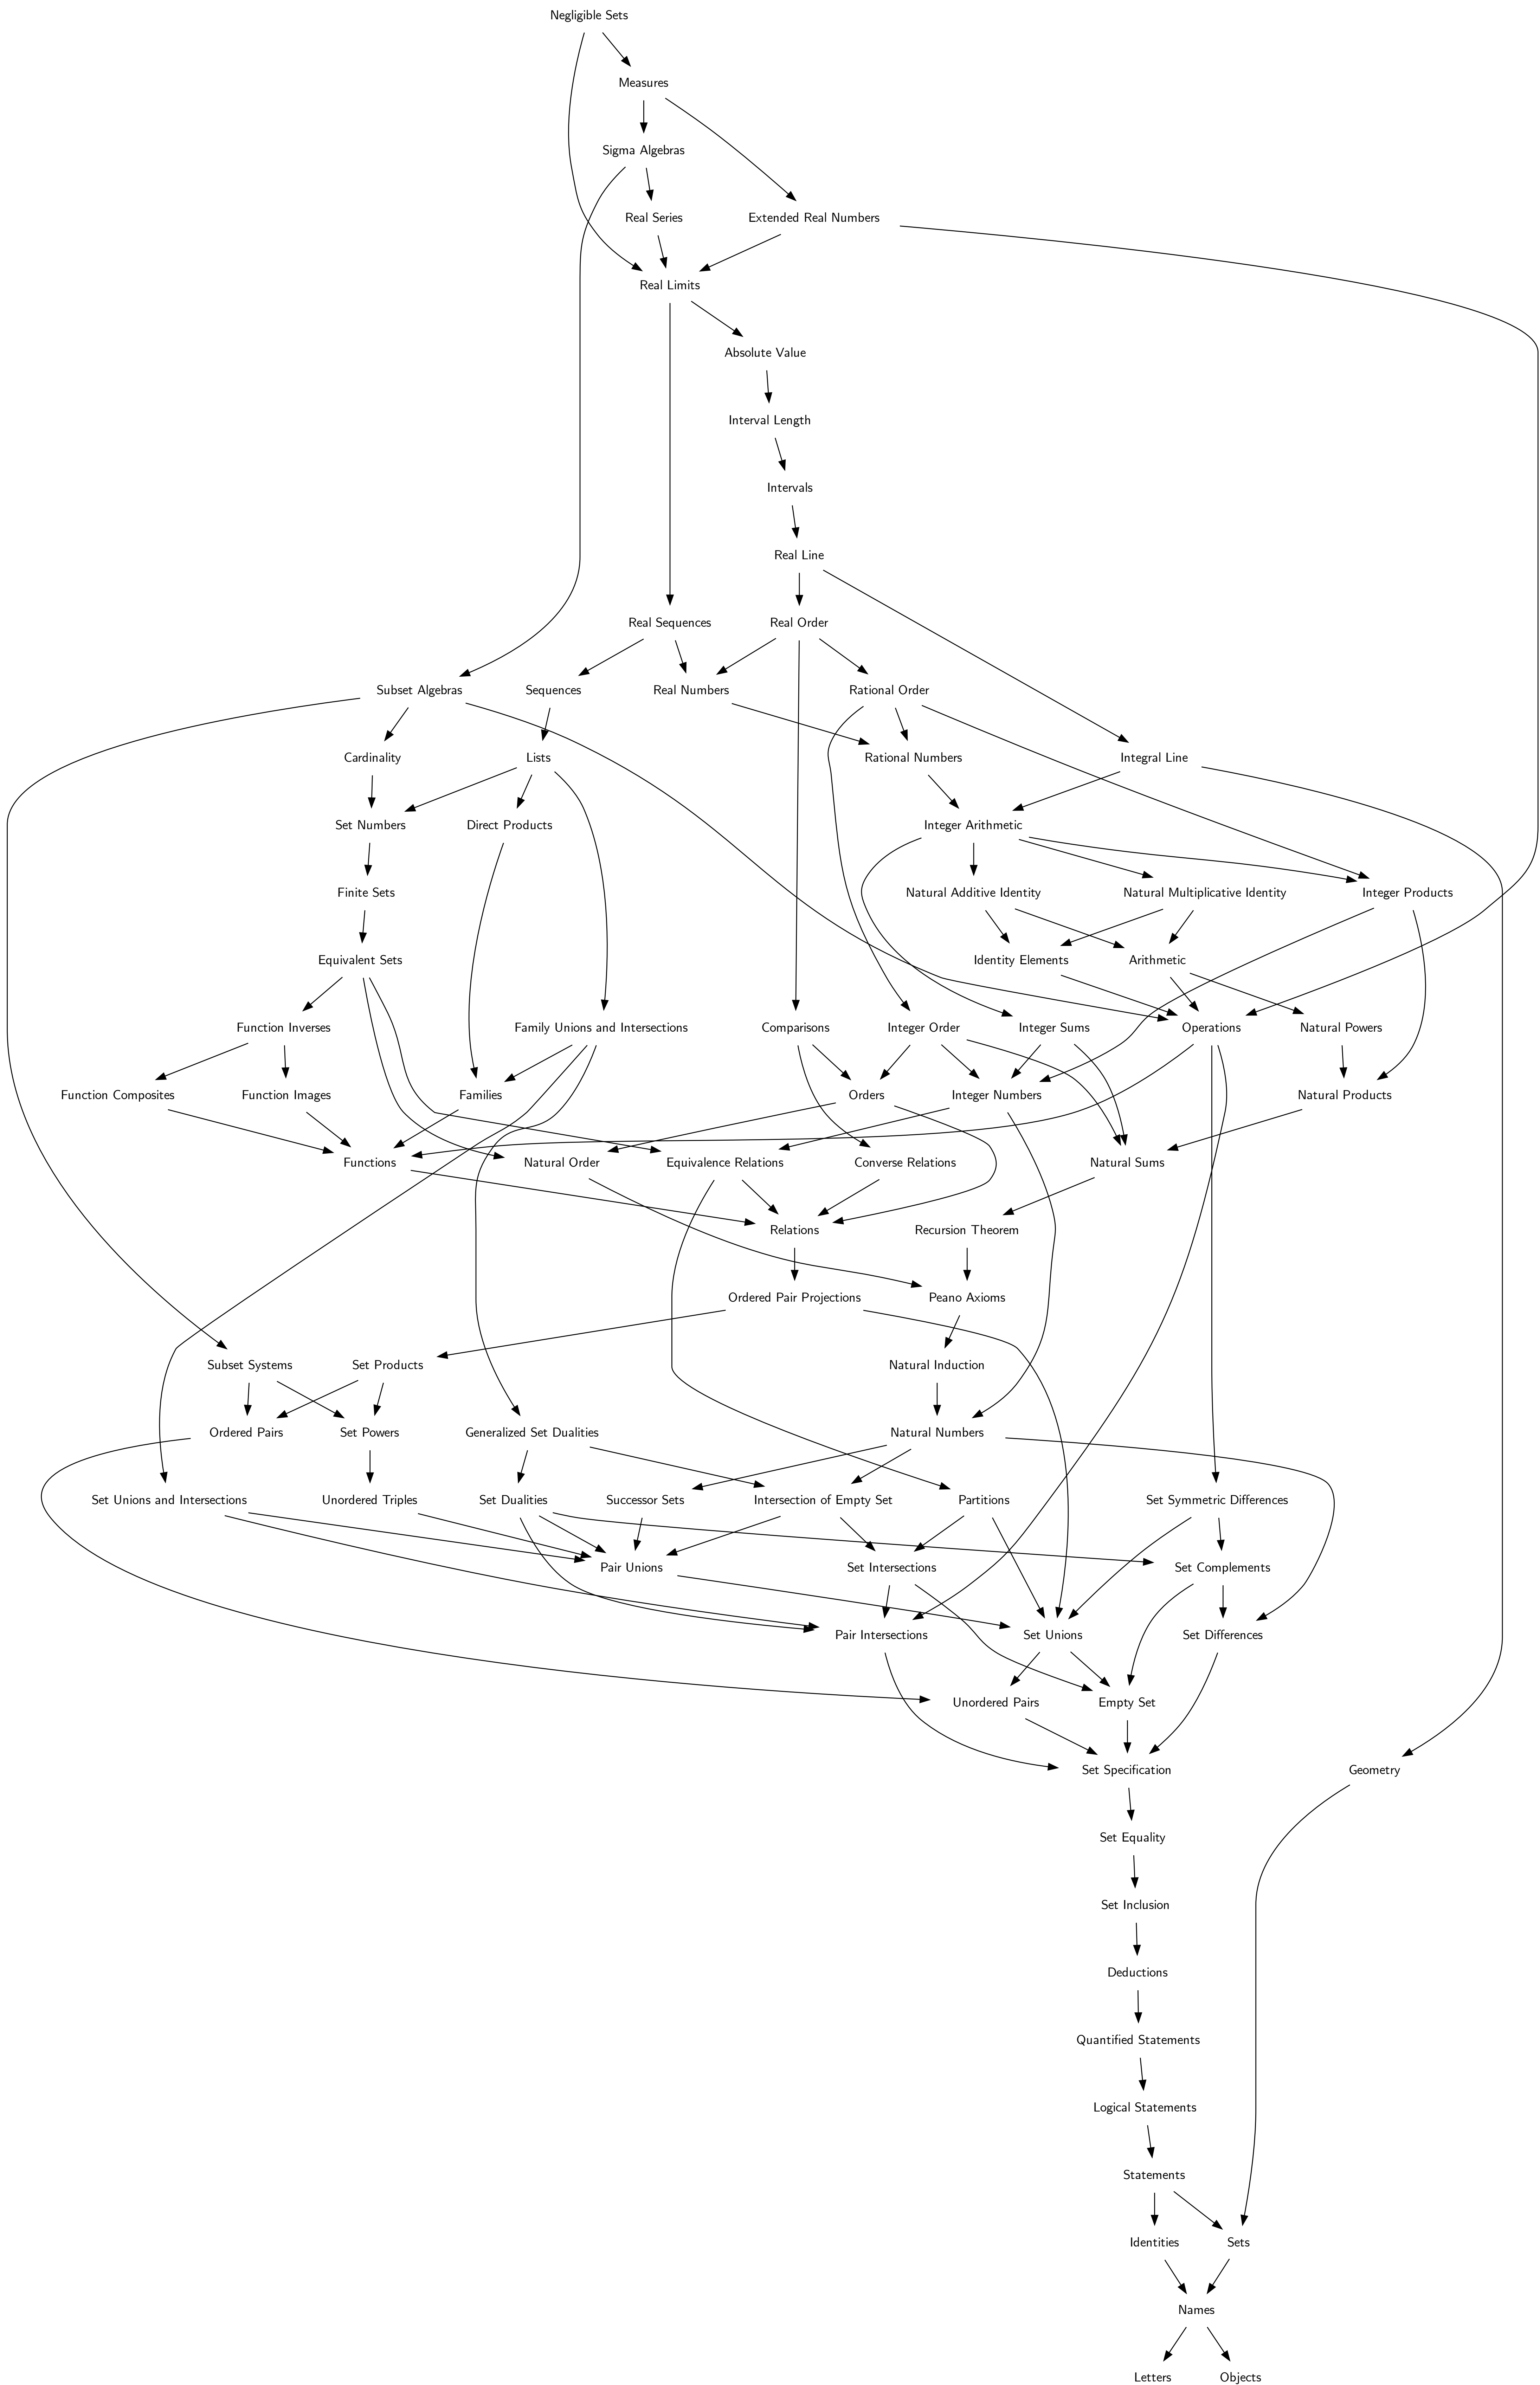 Negligible Sets
Measures
Sigma Algebras
Real Series
Extended Real Numbers
Real Limits
Absolute Value
Interval Length
Intervals
Real Line
Real Sequences
Real Order
Subset Algebras
Sequences
Real Numbers
Rational Order
Cardinality
Lists
Rational Numbers
Integral Line
Set Numbers
Direct Products
Integer Arithmetic
Finite Sets
Natural Additive Identity
Natural Multiplicative Identity
Integer Products
Equivalent Sets
Identity Elements
Arithmetic
Function Inverses
Family Unions and Intersections
Comparisons
Integer Order
Integer Sums
Operations
Natural Powers
Function Composites
Function Images
Families
Orders
Integer Numbers
Natural Products
Functions
Natural Order
Equivalence Relations
Converse Relations
Natural Sums
Relations
Recursion Theorem
Ordered Pair Projections
Peano Axioms
Subset Systems
Set Products
Natural Induction
Ordered Pairs
Set Powers
Generalized Set Dualities
Natural Numbers
Set Unions and Intersections
Unordered Triples
Set Dualities
Successor Sets
Intersection of Empty Set
Partitions
Set Symmetric Differences
Pair Unions
Set Intersections
Set Complements
Pair Intersections
Set Unions
Set Differences
Unordered Pairs
Empty Set
Set Specification
Geometry
Set Equality
Set Inclusion
Deductions
Quantified Statements
Logical Statements
Statements
Identities
Sets
Names
Letters
Objects